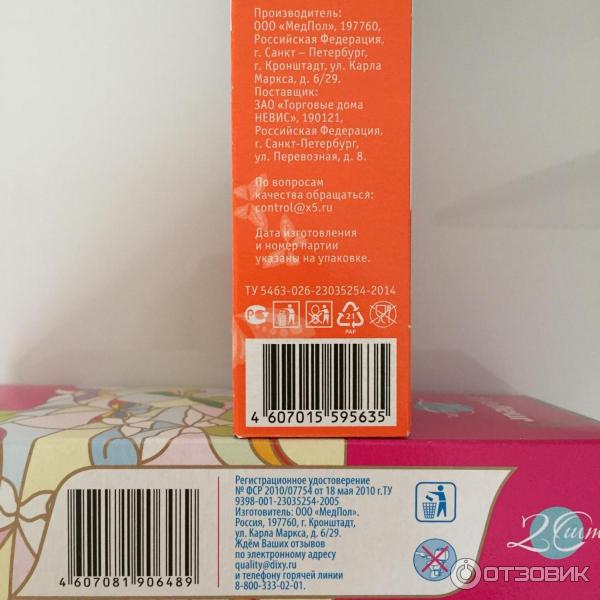 Производитель:
ООО «МедПол», 197760,
Российская Федерация,
г. Санкт – Петербург,
г. Кронштадт, ул. Карла
Маркса, д. 6/29.
Поставщик:
ЗАО «Торговые дома
НЕВИС», 190121,
Российская Федерация,
г. Санкт-Петербург,
ул. Перевозная, д. 8.
По вопросам
качества обращаться:
control@x5.ru
Дата изготовления
и номер партии
указаны на упаковке.
ТУ 5463-026-23035254-2014
21
PAP
4 607015 595635
Регистрационное удостоверение
№ ФСР 2010/07754 от 18 мая 2010 г.ТУ
9398-001-23035254-2005
Изготовитель: ООО «МедПол».
Россия, 197760, г. Кронштадт,
ул. Карла Маркса, д. 6/29.
Ждём Ваших отзывов
по электронному адресу
quality@dixy.ru
и телефону горячей линии
8-800-333-02-01.
4 607081 906489
20 шт
ОТЗОВИК